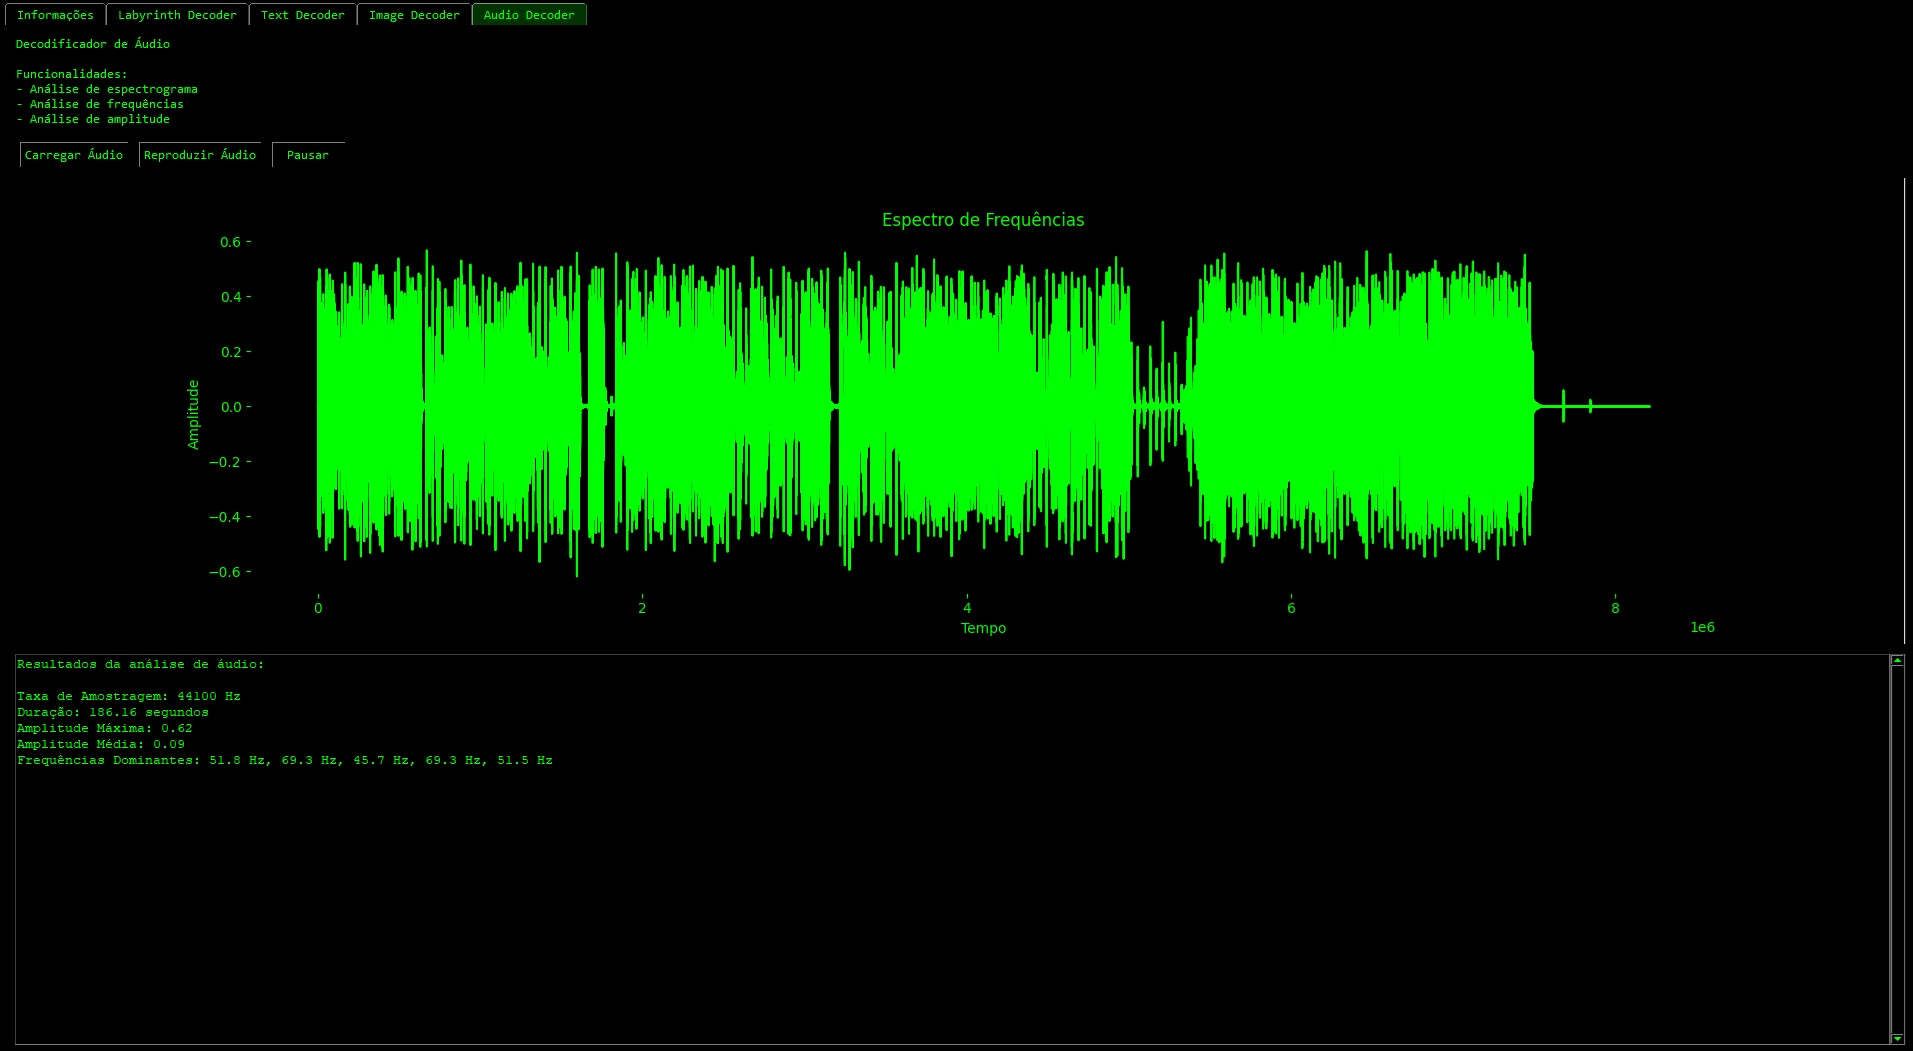 Informações Labyrinth Decoder Text Decoder Image Decoder Audio Decoder
Decodificador de Áudio
Funcionalidades:
- Análise de espectrograma
- Análise de frequências
- Análise de amplitude
Carregar Áudio Reproduzir Áudio Pausar
Espectro de Frequências
0.6
0.4
0.2
0.0
−0.2
−0.4
−0.6
Amplitude
0 2 4 6 8
Tempo
1e6
Resultados da análise de áudio:
Taxa de Amostragem: 44100 Hz
Duração: 186.16 segundos
Amplitude Máxima: 0.62
Amplitude Média: 0.09
Frequências Dominantes: 51.8 Hz, 69.3 Hz, 45.7 Hz, 69.3 Hz, 51.5 Hz